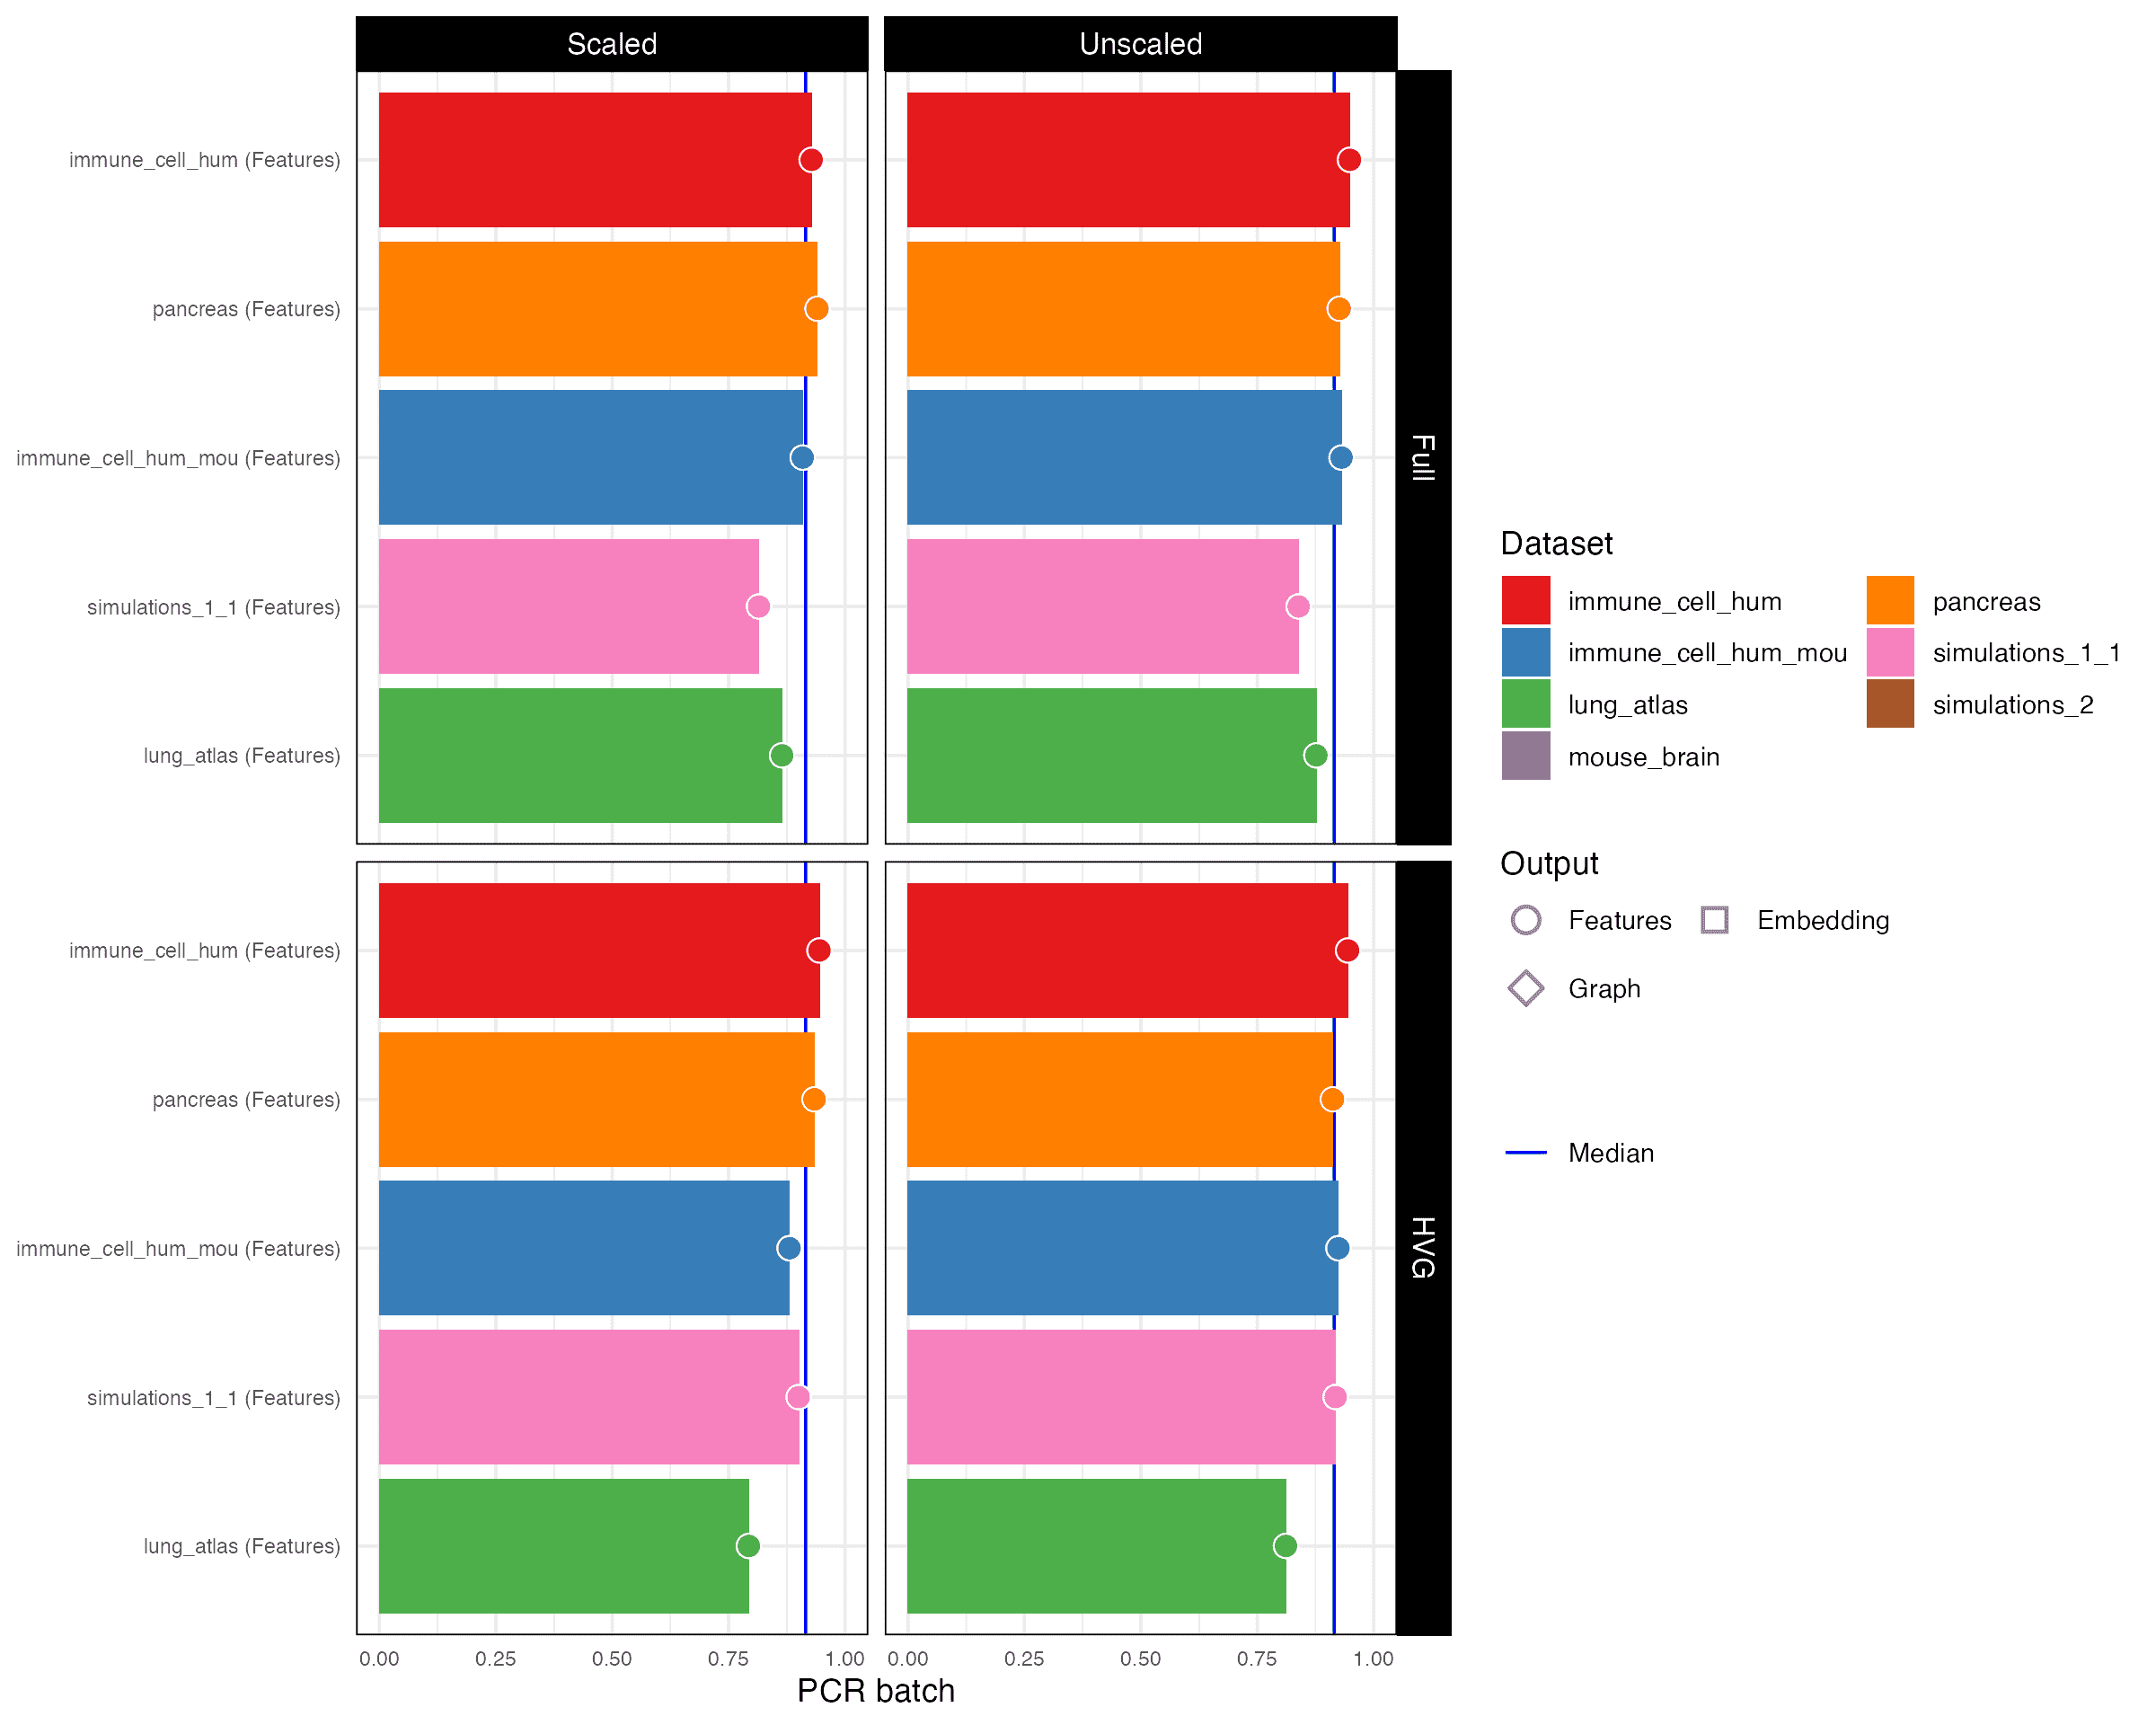 Scaled
Unscaled
immune_cell_hum (Features)
pancreas (Features)
immune_cell_hum_mou (Features)
simulations_1_1 (Features)
lung_atlas (Features)
Full
immune_cell_hum (Features)
pancreas (Features)
immune_cell_hum_mou (Features)
simulations_1_1 (Features)
lung_atlas (Features)
HVG
0.00 0.25 0.50 0.75 1.00
0.00 0.25 0.50 0.75 1.00
PCR batch
Dataset
immune_cell_hum
immune_cell_hum_mou
lung_atlas
mouse_brain
pancreas
simulations_1_1
simulations_2
Output
Features
Embedding
Graph
Median